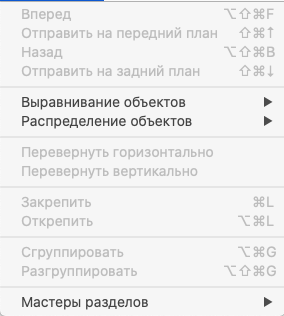 Вперед ⌥⇧⌘F
Отправить на передний план ⇧⌘↑
Назад ⌥⇧⌘B
Отправить на задний план ⇧⌘↓
Выравнивание объектов ▶
Распределение объектов ▶
Перевернуть горизонтально
Перевернуть вертикально
Закрепить ⌘L
Открепить ⌥⌘L
Сгруппировать ⌥⌘G
Разгруппировать ⌥⇧⌘G
Мастеры разделов ▶